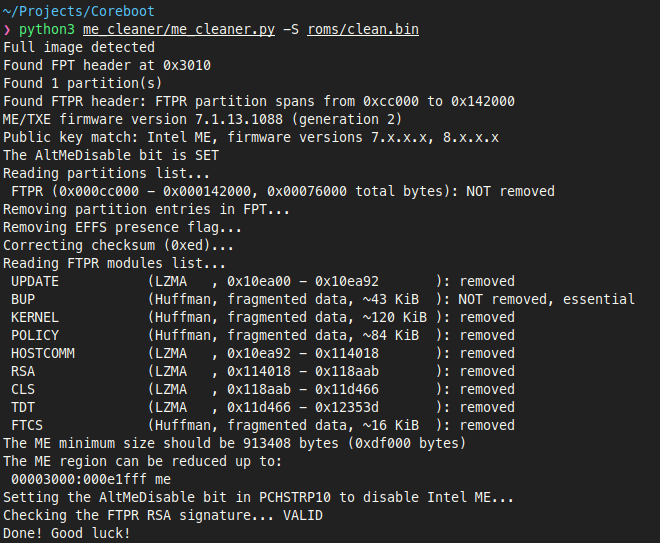 ~/Projects/Coreboot
❯ python3 me_cleaner/me_cleaner.py -S roms/clean.bin
Full image detected
Found FPT header at 0x3010
Found 1 partition(s)
Found FTPR header: FTPR partition spans from 0xcc000 to 0x142000
ME/TXE firmware version 7.1.13.1088 (generation 2)
Public key match: Intel ME, firmware versions 7.x.x.x, 8.x.x.x
The AltMeDisable bit is SET
Reading partitions list...
 FTPR (0x000cc000 - 0x000142000, 0x00076000 total bytes): NOT removed
Removing partition entries in FPT...
Removing EFFS presence flag...
Correcting checksum (0xed)...
Reading FTPR modules list...
 UPDATE           (LZMA   , 0x10ea00 - 0x10ea92       ): removed
 BUP              (Huffman, fragmented data, ~43 KiB  ): NOT removed, essential
 KERNEL           (Huffman, fragmented data, ~120 KiB ): removed
 POLICY           (Huffman, fragmented data, ~84 KiB  ): removed
 HOSTCOMM         (LZMA   , 0x10ea92 - 0x114018       ): removed
 RSA              (LZMA   , 0x114018 - 0x118aab       ): removed
 CLS              (LZMA   , 0x118aab - 0x11d466       ): removed
 TDT              (LZMA   , 0x11d466 - 0x12353d       ): removed
 FTCS             (Huffman, fragmented data, ~16 KiB  ): removed
The ME minimum size should be 913408 bytes (0xdf000 bytes)
The ME region can be reduced up to:
 00003000:000e1fff me
Setting the AltMeDisable bit in PCHSTRP10 to disable Intel ME...
Checking the FTPR RSA signature... VALID
Done! Good luck!